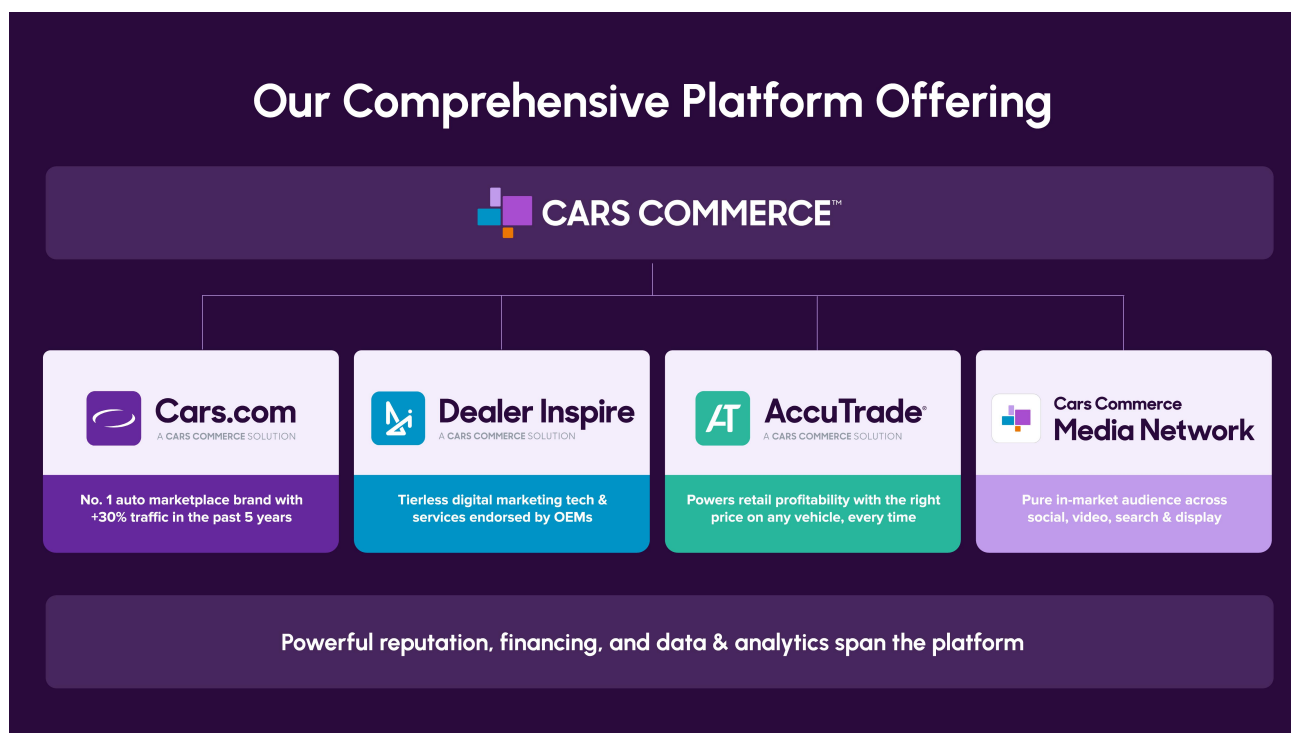 Our Comprehensive Platform Offering
CARS COMMERCE™
Cars.com
A CARS COMMERCE SOLUTION
No. 1 auto marketplace brand with
+30% traffic in the past 5 years
Dealer Inspire
A CARS COMMERCE SOLUTION
Tierless digital marketing tech &
services endorsed by OEMs
AT
AccuTrade®
A CARS COMMERCE SOLUTION
Powers retail profitability with the right
price on any vehicle, every time
Cars Commerce
Media Network
Pure in-market audience across
social, video, search & display
Powerful reputation, financing, and data & analytics span the platform